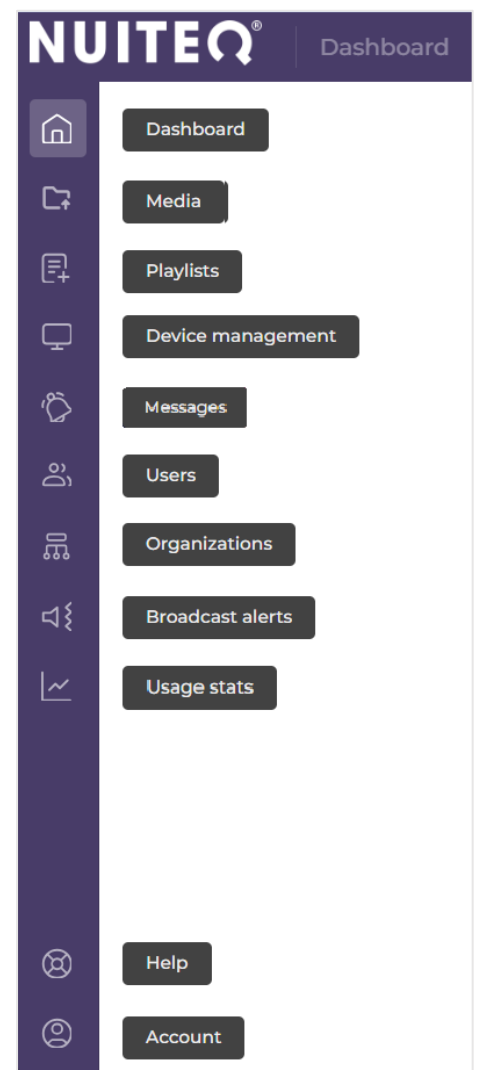 NUITEQ® Dashboard
Dashboard
Media
Playlists
Device management
Messages
Users
Organizations
Broadcast alerts
Usage stats
Help
Account